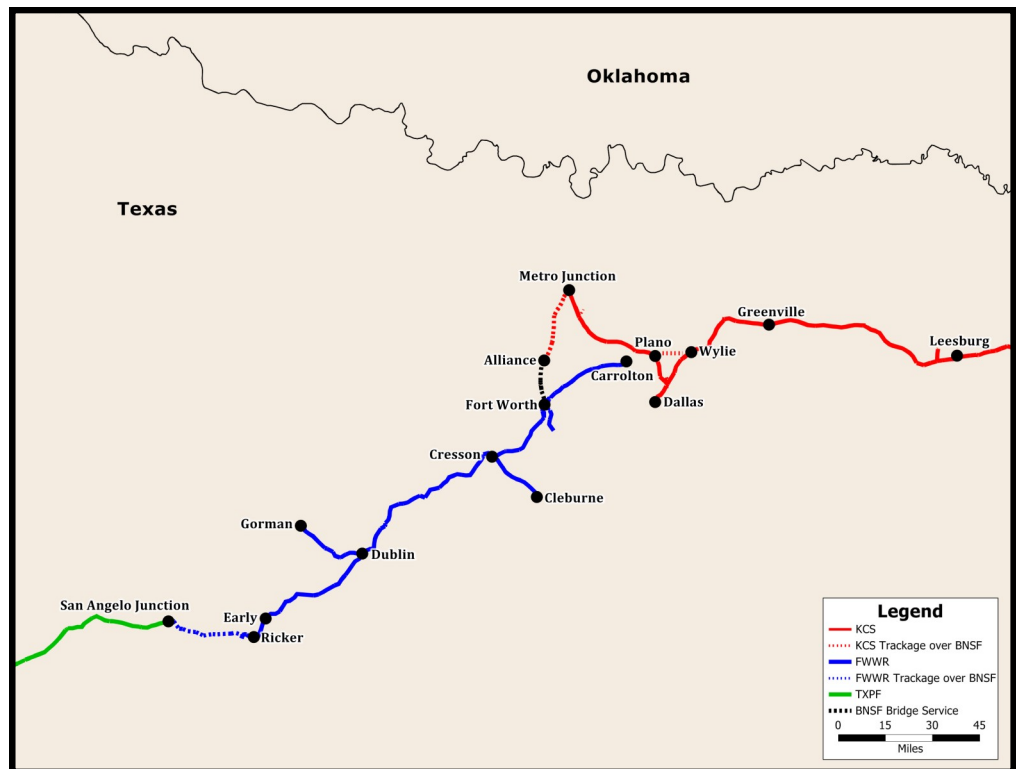 Oklahoma
Texas
Metro Junction
Greenville
Plano
Leesburg
Wylie
Alliance
Carrolton
Fort Worth
Dallas
Cresson
Cleburne
Gorman
Dublin
San Angelo Junction
Early
Ricker
Legend
KCS
KCS Trackage over BNSF
FWWR
FWWR Trackage over BNSF
TXPF
BNSF Bridge Service
0 15 30 45
Miles